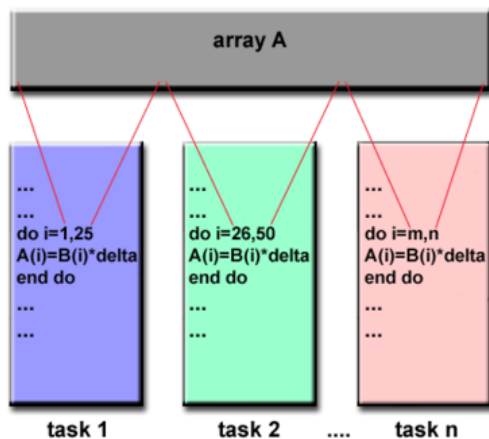 array A
...
...
do i=1,25
A(i)=B(i)*delta
end do
...
...
...
...
do i=26,50
A(i)=B(i)*delta
end do
...
...
...
...
do i=m,n
A(i)=B(i)*delta
end do
...
...
task 1
task 2
....
task n